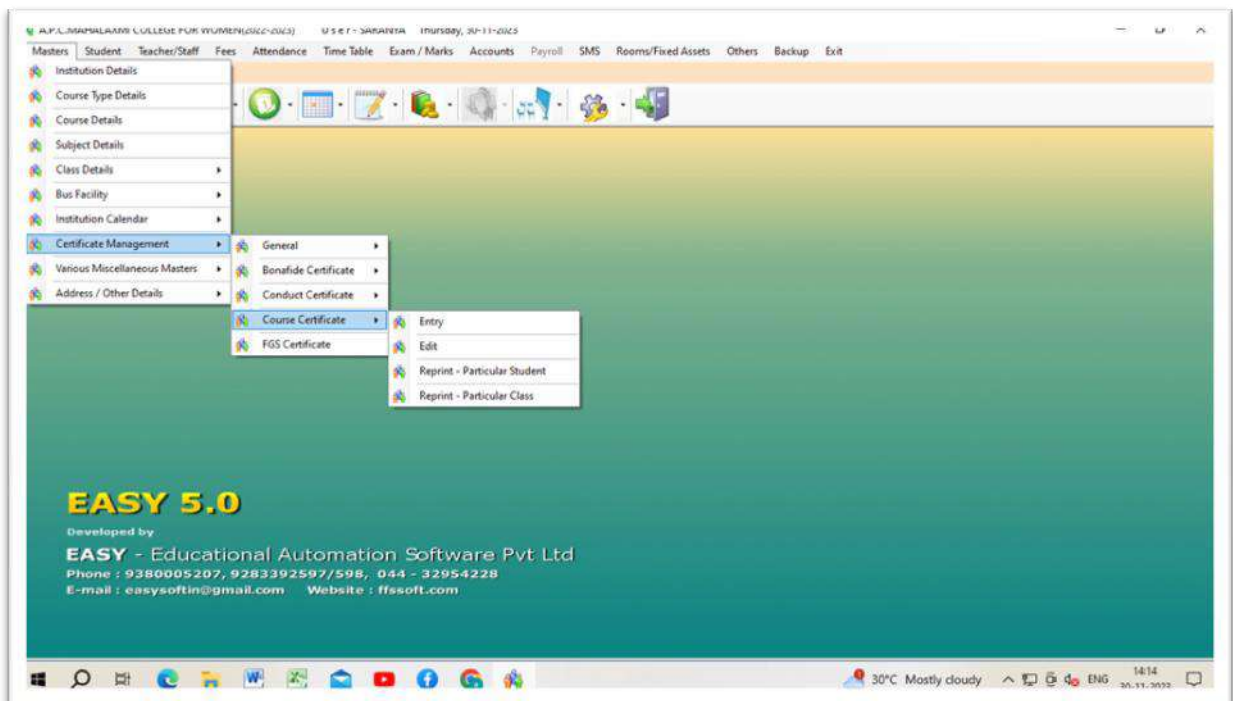 A.P.C.MAHALAXMI COLLEGE FOR WOMEN(2022-2023) User- SARANYA Thursday, 30-11-2023
Masters Student Teacher/Staff Fees Attendance Time Table Exam / Marks Accounts Payroll SMS Rooms/Fixed Assets Others Backup Exit
Institution Details
Course Type Details
Course Details
Subject Details
Class Details
Bus Facility
Institution Calendar
Certificate Management
Various Miscellaneous Masters
Address / Other Details
General
Bonafide Certificate
Conduct Certificate
Course Certificate
FGS Certificate
Entry
Edit
Reprint - Particular Student
Reprint - Particular Class
EASY 5.0
Developed by
EASY - Educational Automation Software Pvt Ltd
Phone : 9380005207, 9283392597/598, 044 - 32954228
E-mail : easysoftin@gmail.com Website : ffssoft.com
30°C Mostly cloudy ENG 14:14